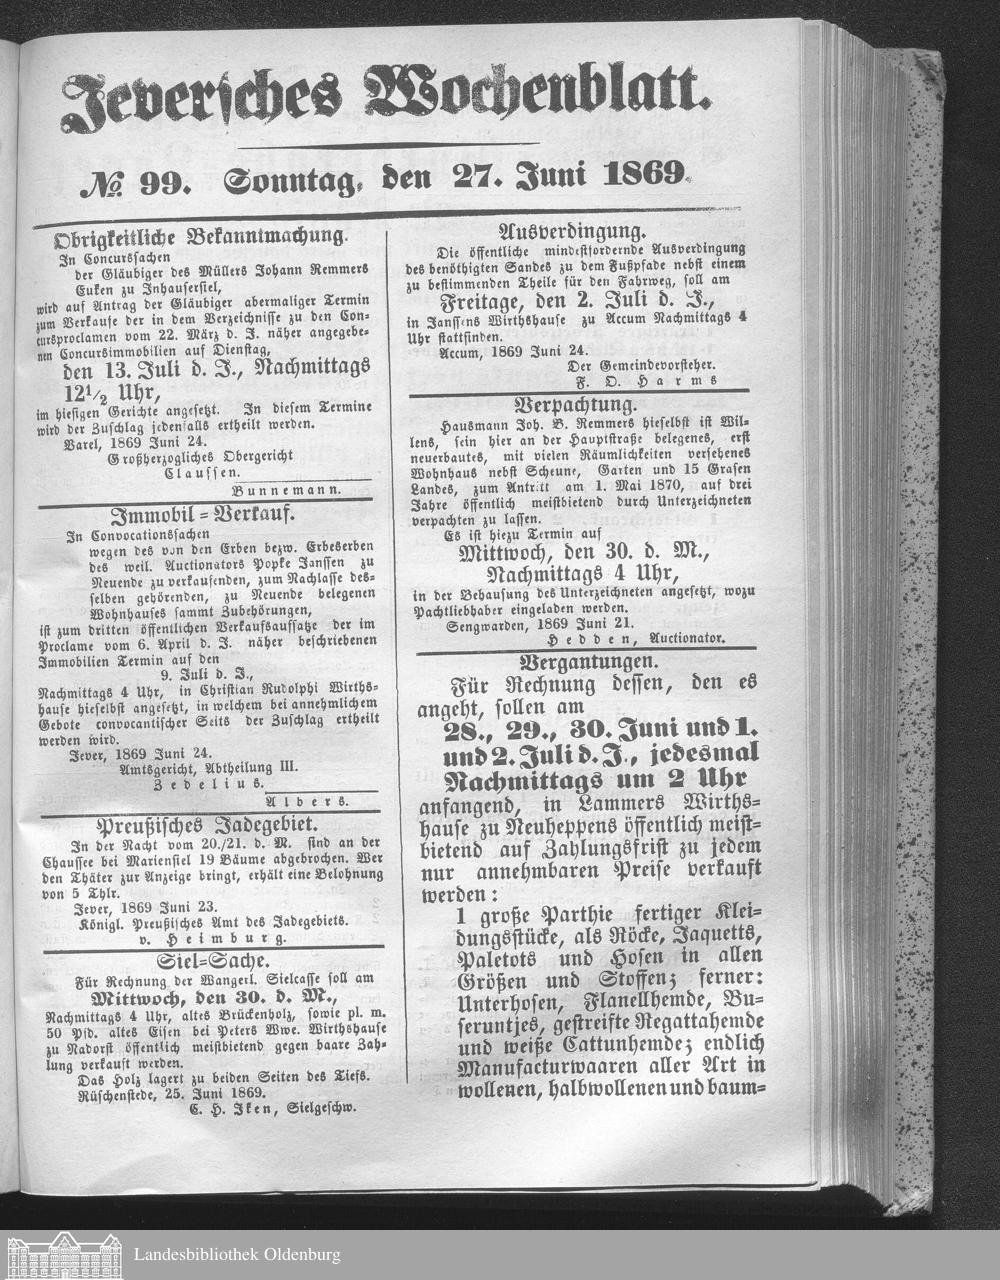 Jeversches Wochenblatt.
No. 99. Sonntag, den 27. Juni 1869.
Obrigkeitliche Bekanntmachung.
In Concurssachen
der Gläubiger des Müllers Johann Remmers
Euken zu Inhausersiel,
wird auf Antrag der Gläubiger abermaliger Termin
zum Verkaufe der in dem Verzeichnisse zu den Con-
cursproclamen vom 22. März d. J. näher angegebe-
nen Concursimmobilien auf Dienstag,
den 13. Juli d. J., Nachmittags
12½ Uhr,
im hiesigen Gerichte angesetzt. In diesem Termine
wird der Zuschlag jedenfalls ertheilt werden.
Varel, 1869 Juni 24.
Großherzogliches Obergericht
Claussen.
Bunnemann.
Immobil=Verkauf.
In Convocationssachen
wegen des von den Erben bezw. Erbeserben
des weil. Auctionators Popke Janssen zu
Neuende zu verkaufenden, zum Nachlasse des-
selben gehörenden, zu Neuende belegenen
Wohnhauses sammt Zubehörungen,
ist zum dritten öffentlichen Verkaufsaufsatze der im
Proclame vom 6. April d. J. näher beschriebenen
Immobilien Termin auf den
9. Juli d. J.,
Nachmittags 4 Uhr, in Christian Rudolphi Wirths-
hause hieselbst angesetzt, in welchem bei annehmlichem
Gebote convocantischer Seits der Zuschlag ertheilt
werden wird.
Jever, 1869 Juni 24.
Amtsgericht, Abtheilung III.
Zedelius.
Albers.
Preußisches Jadegebiet.
In der Nacht vom 20./21. d. M. sind an der
Chaussee bei Mariensiel 19 Bäume abgebrochen. Wer
den Thäter zur Anzeige bringt, erhält eine Belohnung
von 5 Thlr.
Jever, 1869 Juni 23.
Königl. Preußisches Amt des Jadegebiets.
v. Heimburg.
Siel=Sache.
Für Rechnung der Wangerl. Sielcasse soll am
Mittwoch, den 30. d. M.,
Nachmittags 4 Uhr, altes Brückenholz, sowie pl. m.
50 Pfd. altes Eisen bei Peters Wwe. Wirthshause
zu Nadorst öffentlich meistbietend gegen baare Zah-
lung verkauft werden.
Das Holz lagert zu beiden Seiten des Tiefs.
Rüschenstede, 25. Juni 1869.
C. H. Iken, Sielgeschw.
Ausverdingung.
Die öffentliche mindestfordernde Ausverdingung
des benöthigten Sandes zu dem Fußpfade nebst einem
zu bestimmenden Theile für den Fahrweg, soll am
Freitage, den 2. Juli d. J.,
in Janssens Wirthshause zu Accum Nachmittags 4
Uhr stattfinden.
Accum, 1869 Juni 24.
Der Gemeindevorsteher.
F. O. Harms
Verpachtung.
Hausmann Joh. B. Remmers hieselbst ist Wil-
lens, sein hier an der Hauptstraße belegenes, erst
neuerbautes, mit vielen Räumlichkeiten versehenes
Wohnhaus nebst Scheune, Garten und 15 Grasen
Landes, zum Antritt am 1. Mai 1870, auf drei
Jahre öffentlich meistbietend durch Unterzeichneten
verpachten zu lassen.
Es ist hiezu Termin auf
Mittwoch, den 30. d. M.,
Nachmittags 4 Uhr,
in der Behausung des Unterzeichneten angesetzt, wozu
Pachtliebhaber eingeladen werden.
Sengwarden, 1869 Juni 21.
Hedden, Auctionator.
Vergantungen.
Für Rechnung dessen, den es
angeht, sollen am
28., 29., 30. Juni und 1.
und 2. Juli d. J., jedesmal
Nachmittags um 2 Uhr
anfangend, in Lammers Wirths-
hause zu Neuheppens öffentlich meist-
bietend auf Zahlungsfrist zu jedem
nur annehmbaren Preise verkauft
werden:
1 große Parthie fertiger Klei-
dungsstücke, als Röcke, Jaquetts,
Paletots und Hosen in allen
Größen und Stoffen; ferner:
Unterhosen, Flanellhemde, Bu-
seruntjes, gestreifte Regattahemde
und weiße Cattunhemde; endlich
Manufacturwaaren aller Art in
wollenen, halbwollenen und baum-
Landesbibliothek Oldenburg